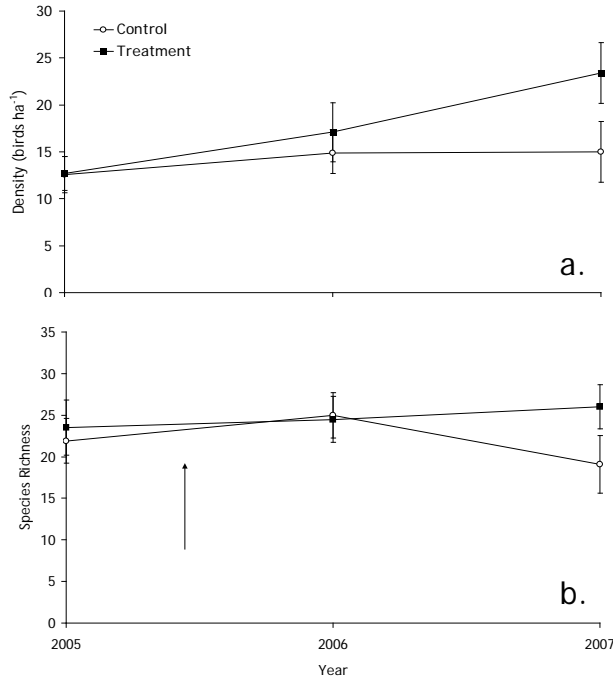 30
25
20
15
10
5
0
Density (birds ha⁻¹)
Control
Treatment
a.
35
30
25
20
15
10
5
0
Species Richness
b.
2005 2006 2007
Year